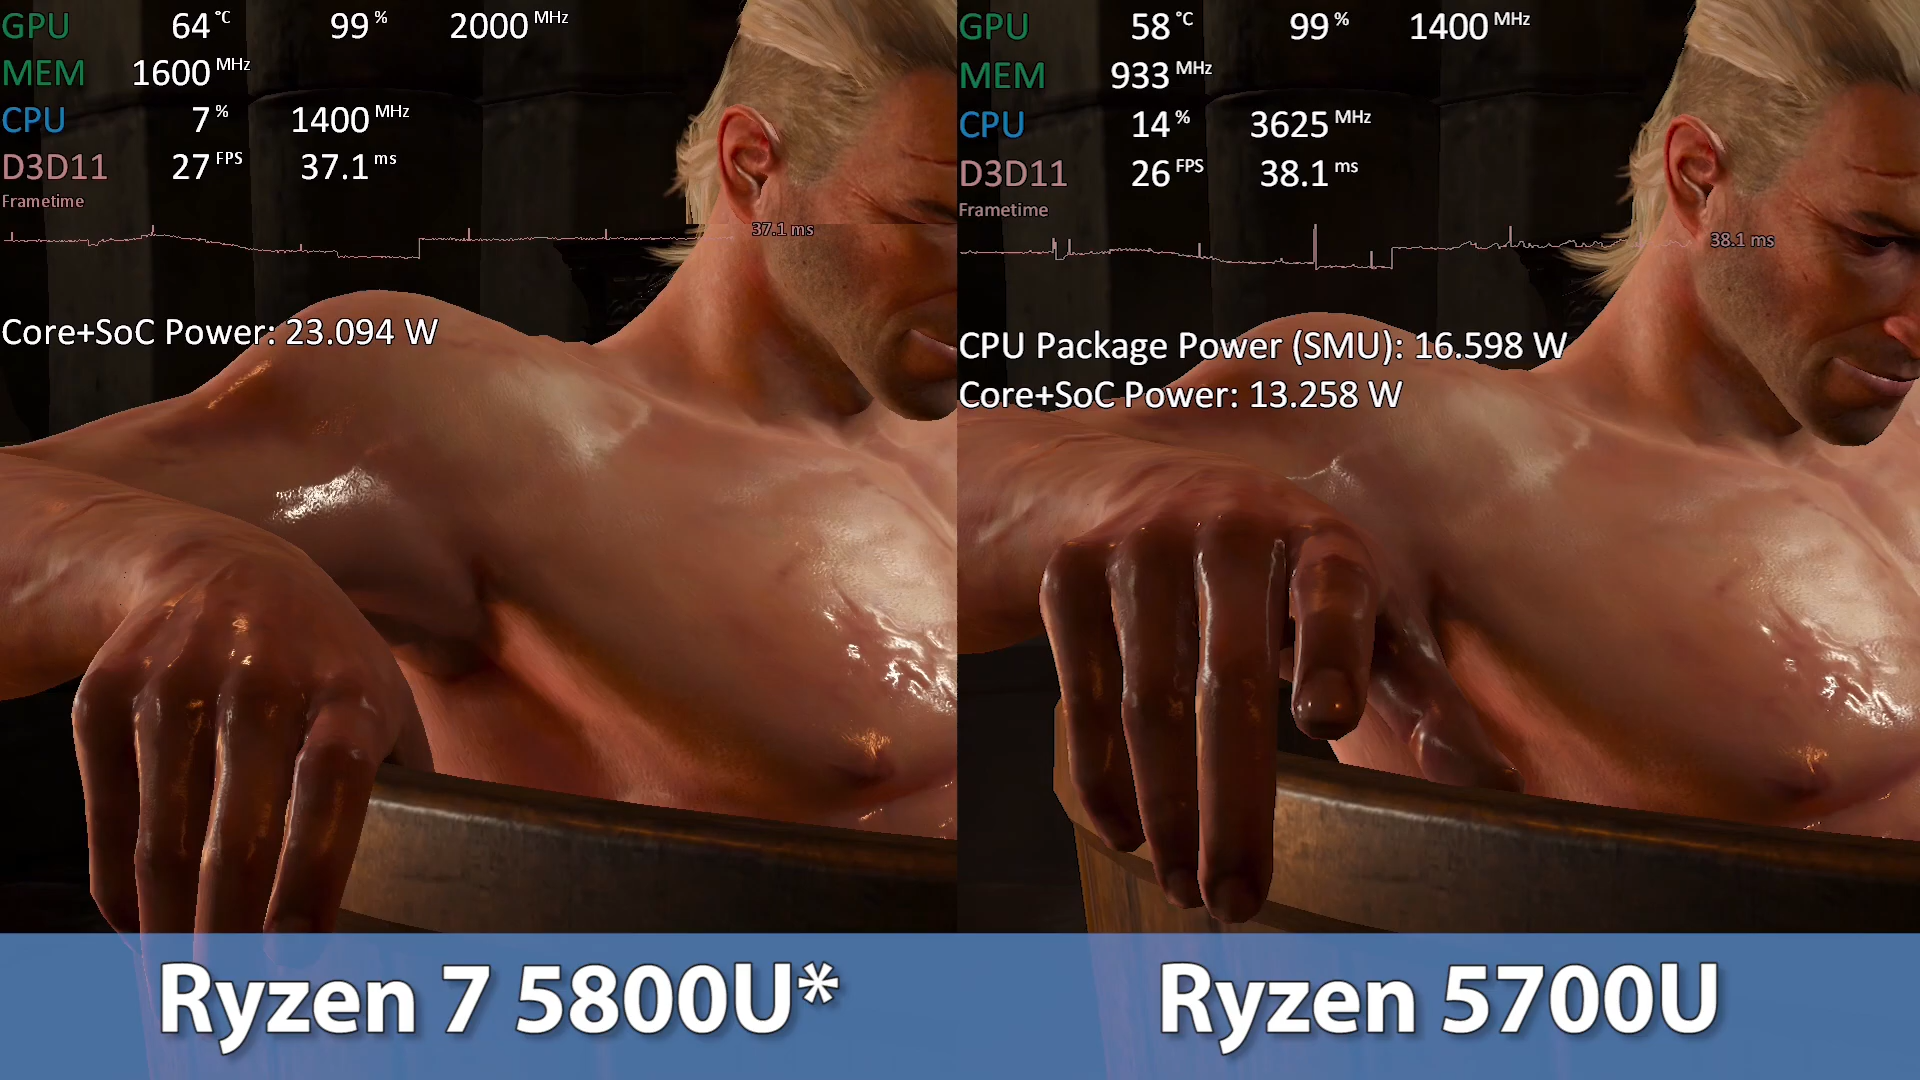 GPU 64 °C 99 % 2000 MHz
MEM 1600 MHz
CPU 7 % 1400 MHz
D3D11 27 FPS 37.1 ms
Frametime
37.1 ms
Core+SoC Power: 23.094 W
GPU 58 °C 99 % 1400 MHz
MEM 933 MHz
CPU 14 % 3625 MHz
D3D11 26 FPS 38.1 ms
Frametime
38.1 ms
CPU Package Power (SMU): 16.598 W
Core+SoC Power: 13.258 W
Ryzen 7 5800U*
Ryzen 5700U